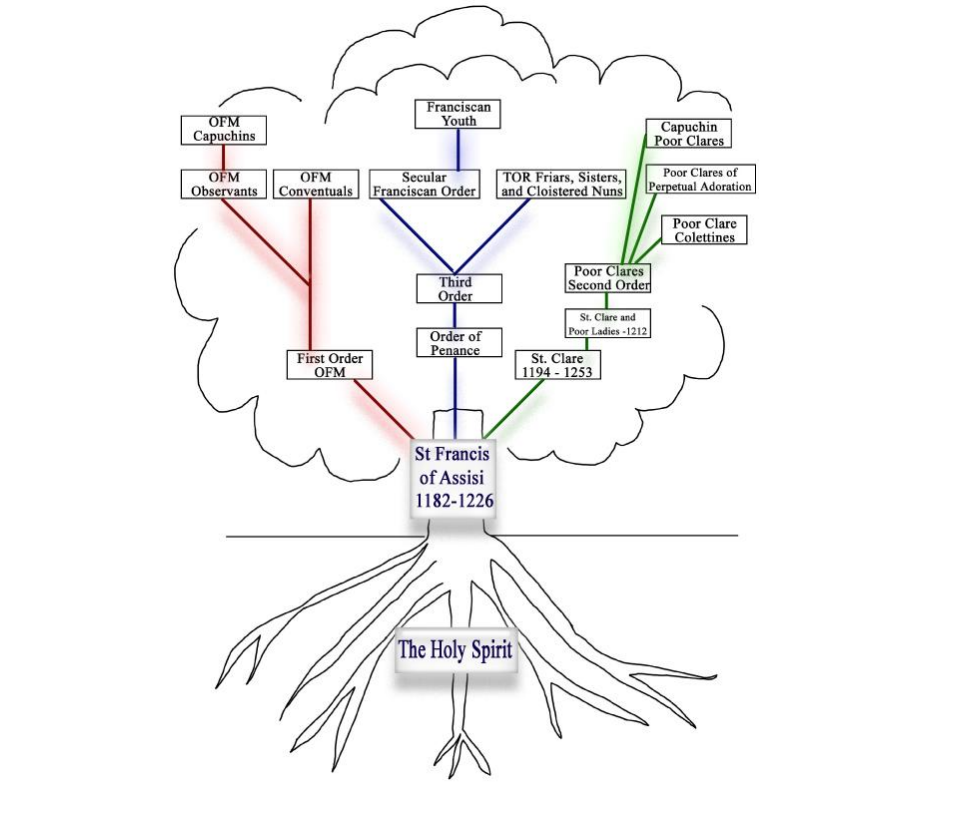 Franciscan
Youth
OFM
Capuchins
Capuchin
Poor Clares
OFM
Observants
OFM
Conventuals
Secular
Franciscan Order
TOR Friars, Sisters,
and Cloistered Nuns
Poor Clares of
Perpetual Adoration
Poor Clare
Colettines
Poor Clares
Second Order
Third
Order
St. Clare and
Poor Ladies -1212
Order of
Penance
First Order
OFM
St. Clare
1194 - 1253
St Francis
of Assisi
1182-1226
The Holy Spirit